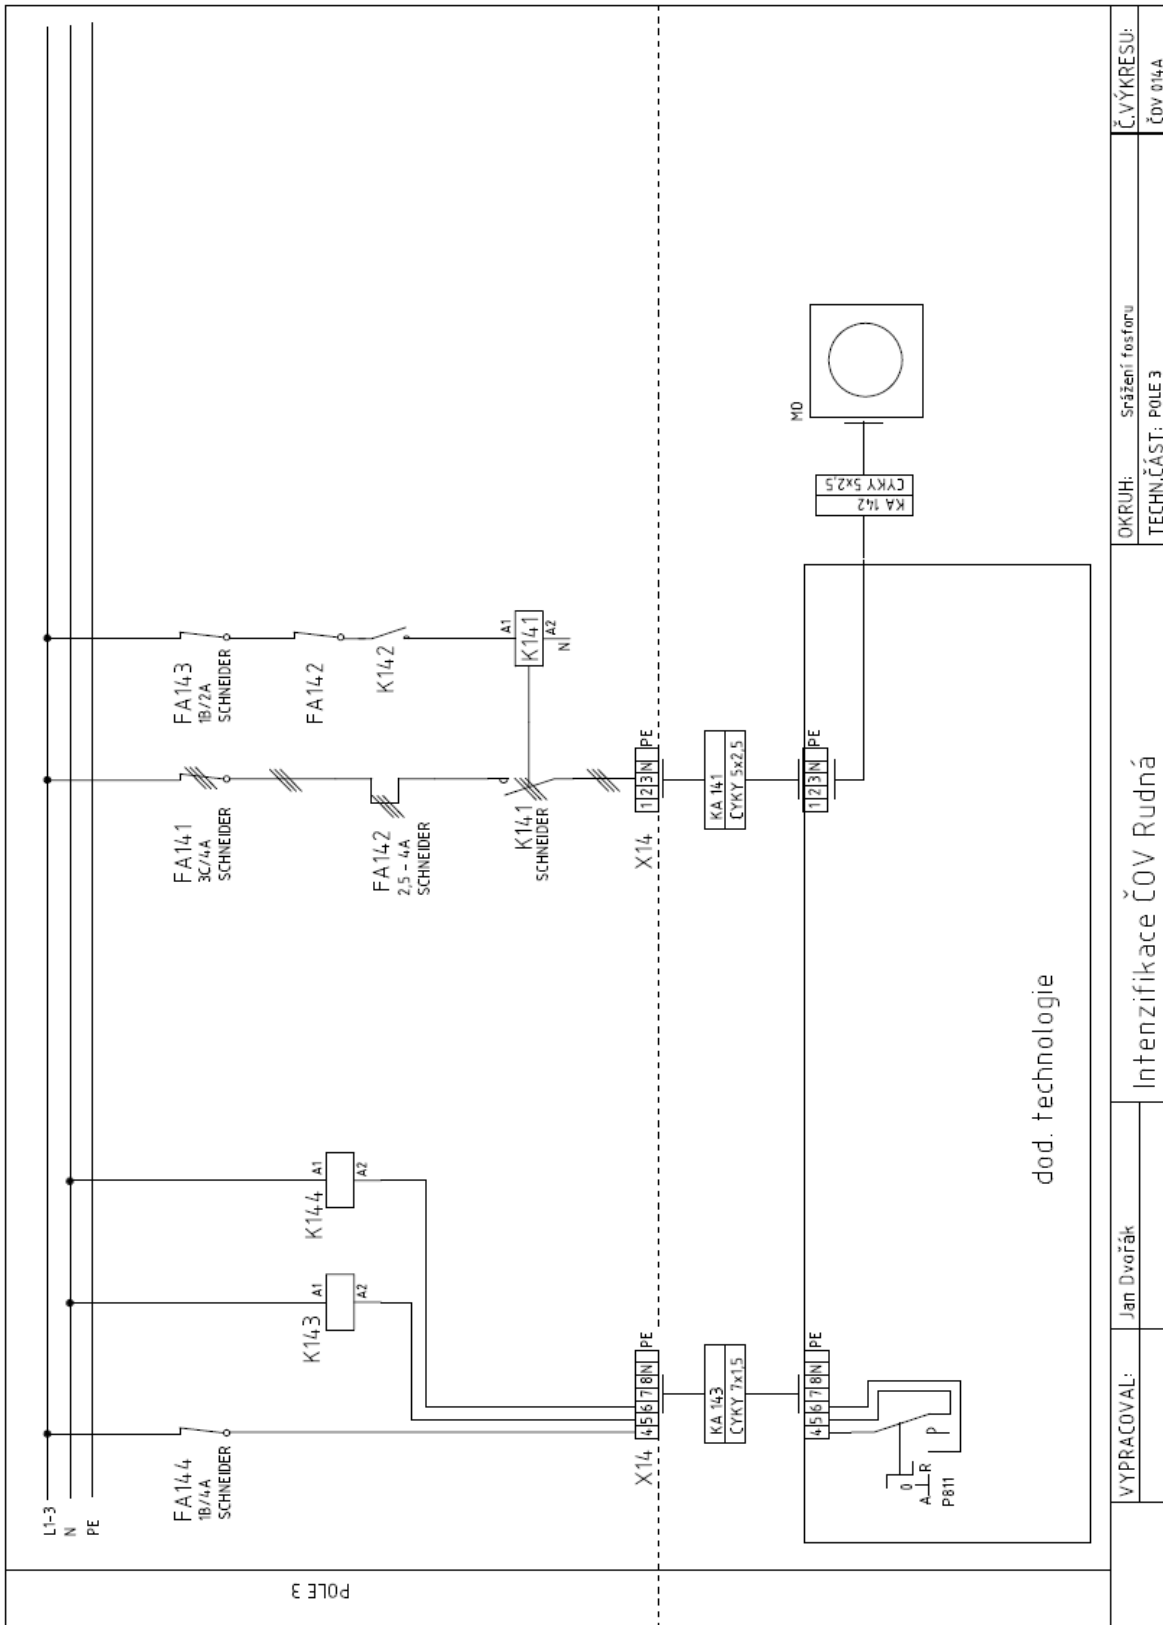 L1-3
N
PE
FA144
1B/4A
SCHNEIDER
K143
A1
A2
K144
A1
A2
FA141
3C/4A
SCHNEIDER
FA142
2,5 - 4A
SCHNEIDER
K141
SCHNEIDER
FA143
1B/2A
SCHNEIDER
FA142
K142
K141
A1
A2
N
X14
4 5 6 7 8 N PE
X14
1 2 3 N PE
KA 143
CYKY 7x1,5
KA 141
CYKY 5x2,5
4 5 6 7 8 N PE
1 2 3 N PE
0
A R
P811
P
KA 142
CYKY 5x2,5
MD
dod. technologie
POLE 3
VYPRACOVAL:
Jan Dvořák
Intenzifikace ČOV Rudná
OKRUH: Srážení fosforu
TECHN.ČÁST: POLE 3
Č.VÝKRESU:
ČOV 014A